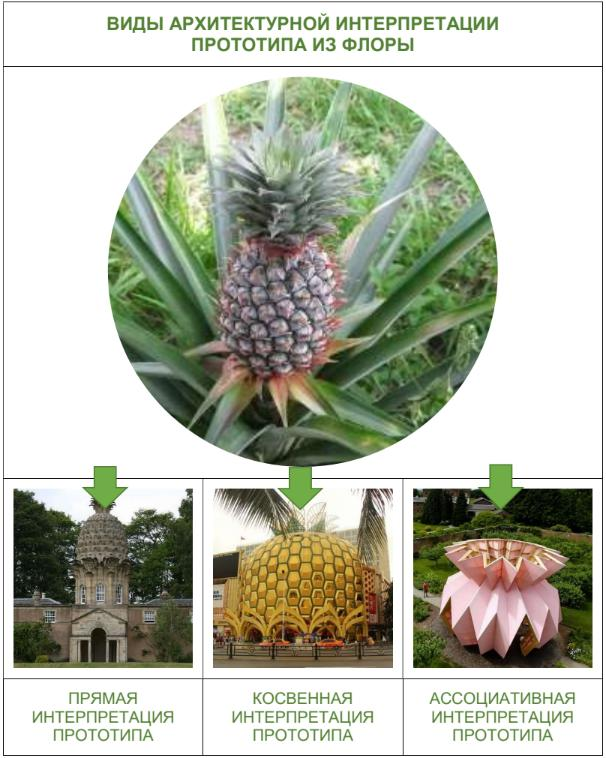 ВИДЫ АРХИТЕКТУРНОЙ ИНТЕРПРЕТАЦИИ
ПРОТОТИПА ИЗ ФЛОРЫ
ПРЯМАЯ
ИНТЕРПРЕТАЦИЯ
ПРОТОТИПА
КОСВЕННАЯ
ИНТЕРПРЕТАЦИЯ
ПРОТОТИПА
АССОЦИАТИВНАЯ
ИНТЕРПРЕТАЦИЯ
ПРОТОТИПА